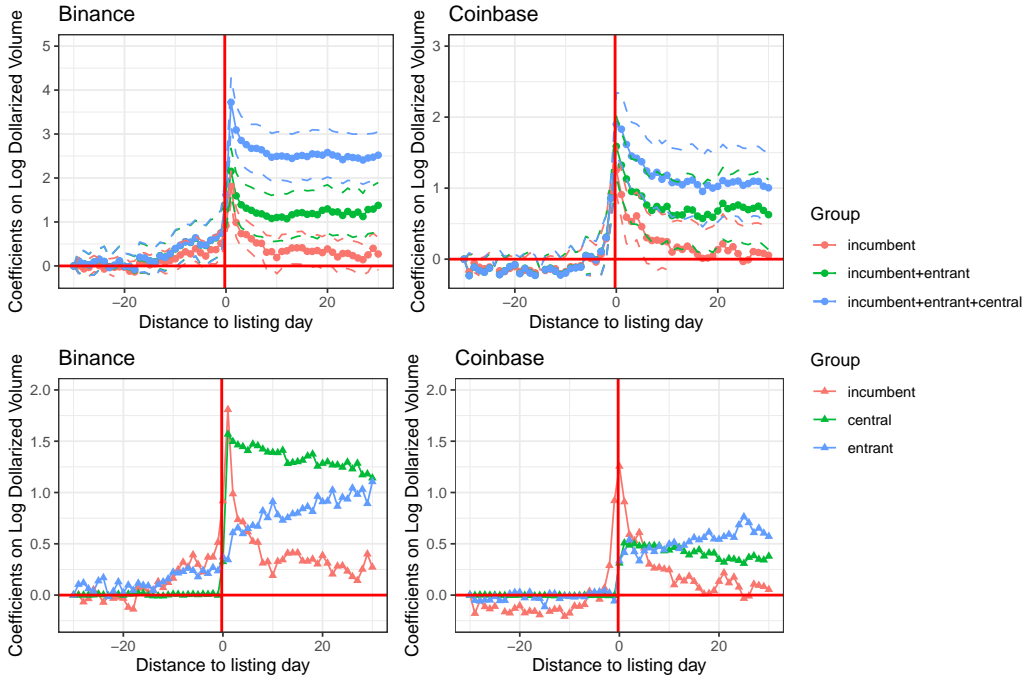 Binance
Coefficients on Log Dollarized Volume
5
4
3
2
1
0
−20
0
20
Distance to listing day
Coinbase
Coefficients on Log Dollarized Volume
3
2
1
0
−20
0
20
Distance to listing day
Group
incumbent
incumbent+entrant
incumbent+entrant+central
Binance
Coefficients on Log Dollarized Volume
2.0
1.5
1.0
0.5
0.0
−20
0
20
Distance to listing day
Coinbase
Coefficients on Log Dollarized Volume
2.0
1.5
1.0
0.5
0.0
−20
0
20
Distance to listing day
Group
incumbent
central
entrant